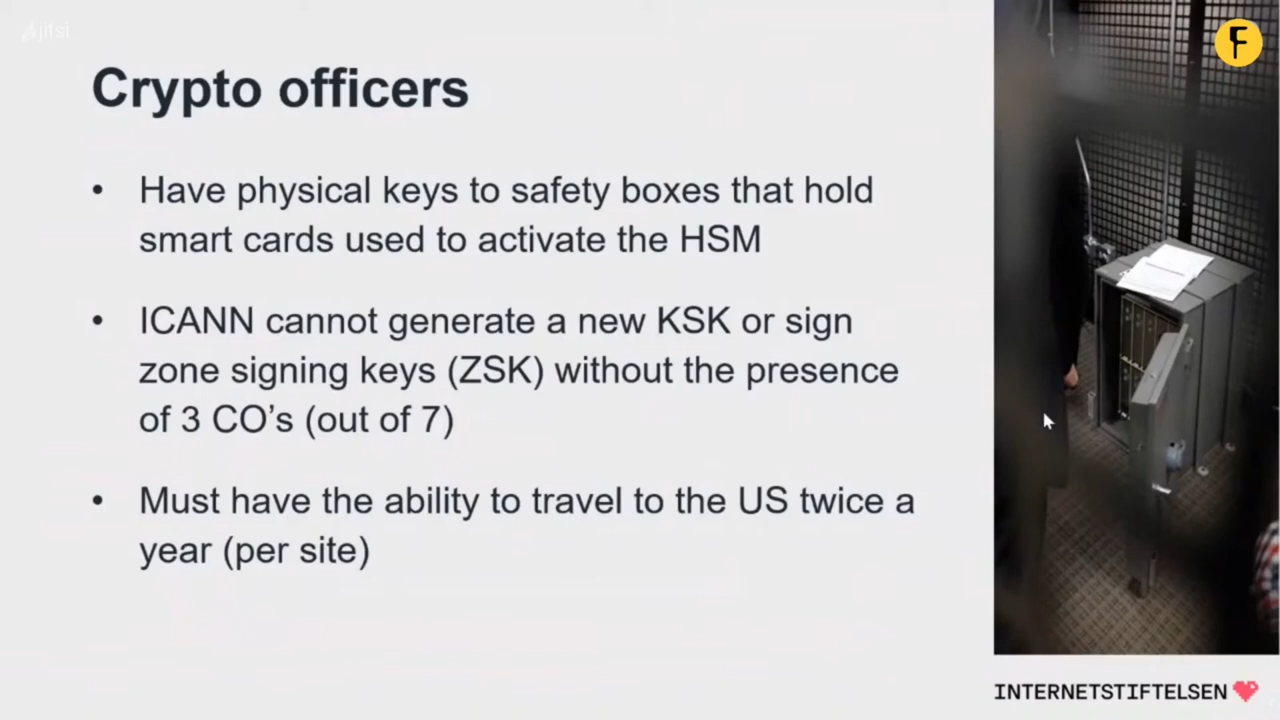 jitsi
Crypto officers
• Have physical keys to safety boxes that hold
smart cards used to activate the HSM
• ICANN cannot generate a new KSK or sign
zone signing keys (ZSK) without the presence
of 3 CO’s (out of 7)
• Must have the ability to travel to the US twice a
year (per site)
F
INTERNETSTIFTELSEN